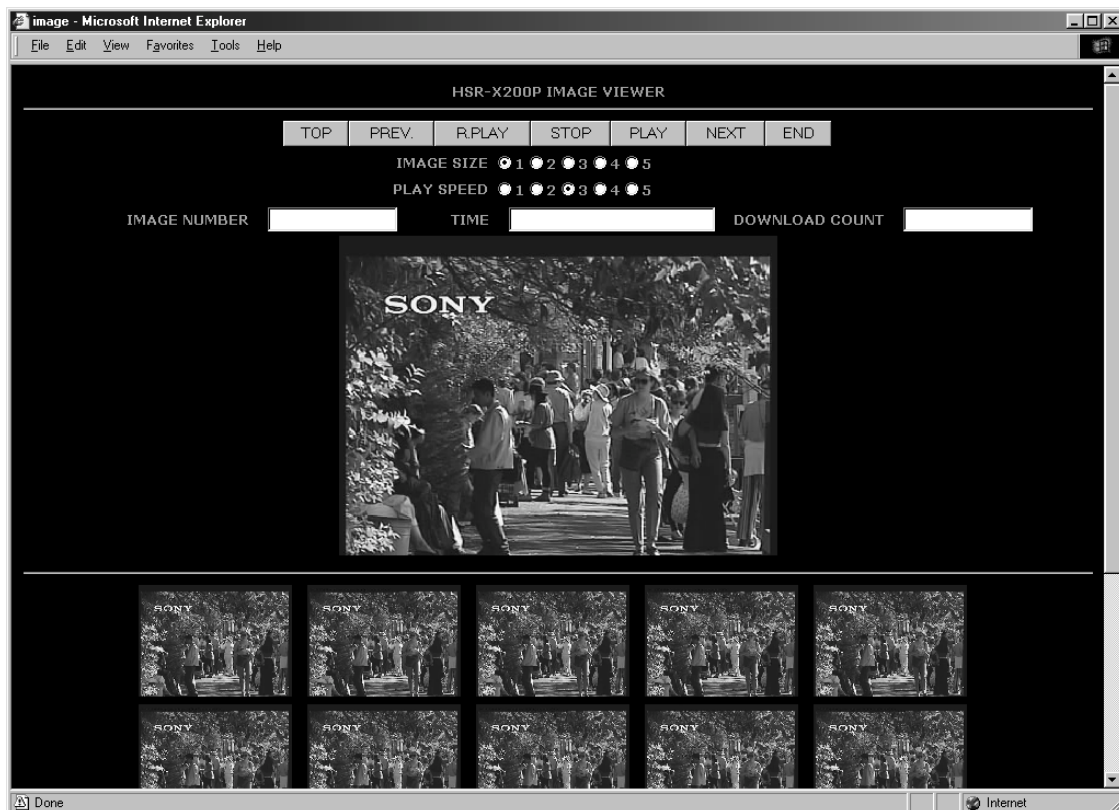 image - Microsoft Internet Explorer
File Edit View Favorites Tools Help
HSR-X200P IMAGE VIEWER
TOP PREV. R.PLAY STOP PLAY NEXT END
IMAGE SIZE 1 2 3 4 5
PLAY SPEED 1 2 3 4 5
IMAGE NUMBER TIME DOWNLOAD COUNT
SONY
SONY SONY SONY SONY SONY
SONY SONY SONY SONY SONY
Done Internet